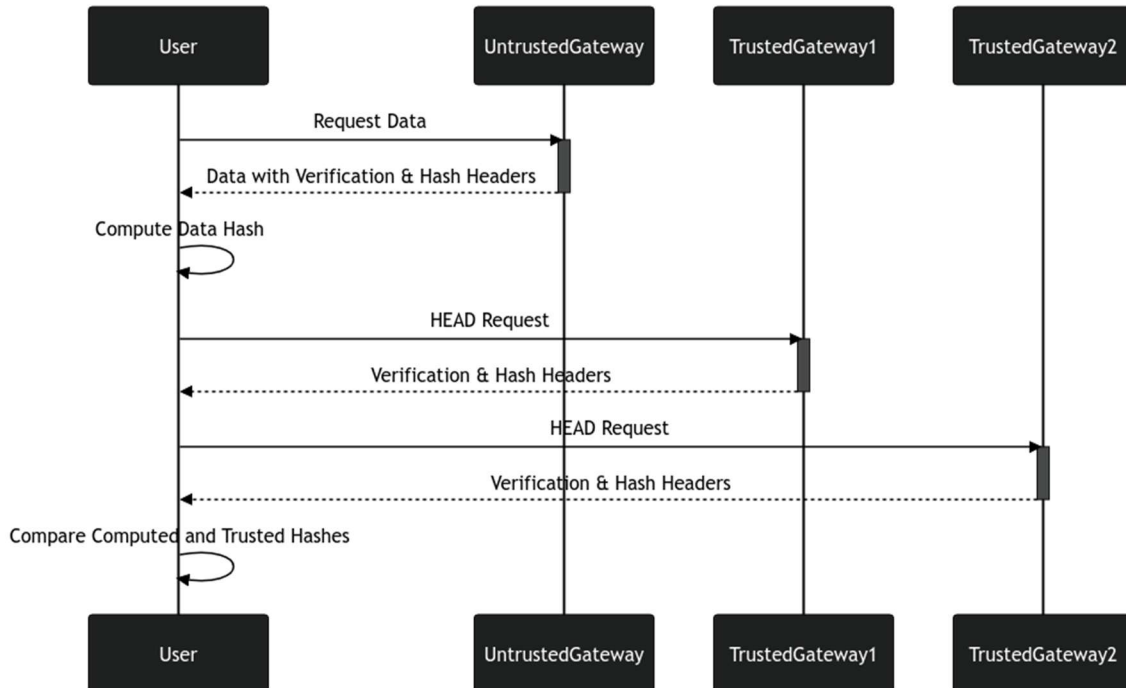 User
UntrustedGateway
TrustedGateway1
TrustedGateway2
Request Data
Data with Verification & Hash Headers
Compute Data Hash
HEAD Request
Verification & Hash Headers
HEAD Request
Verification & Hash Headers
Compare Computed and Trusted Hashes
User
UntrustedGateway
TrustedGateway1
TrustedGateway2